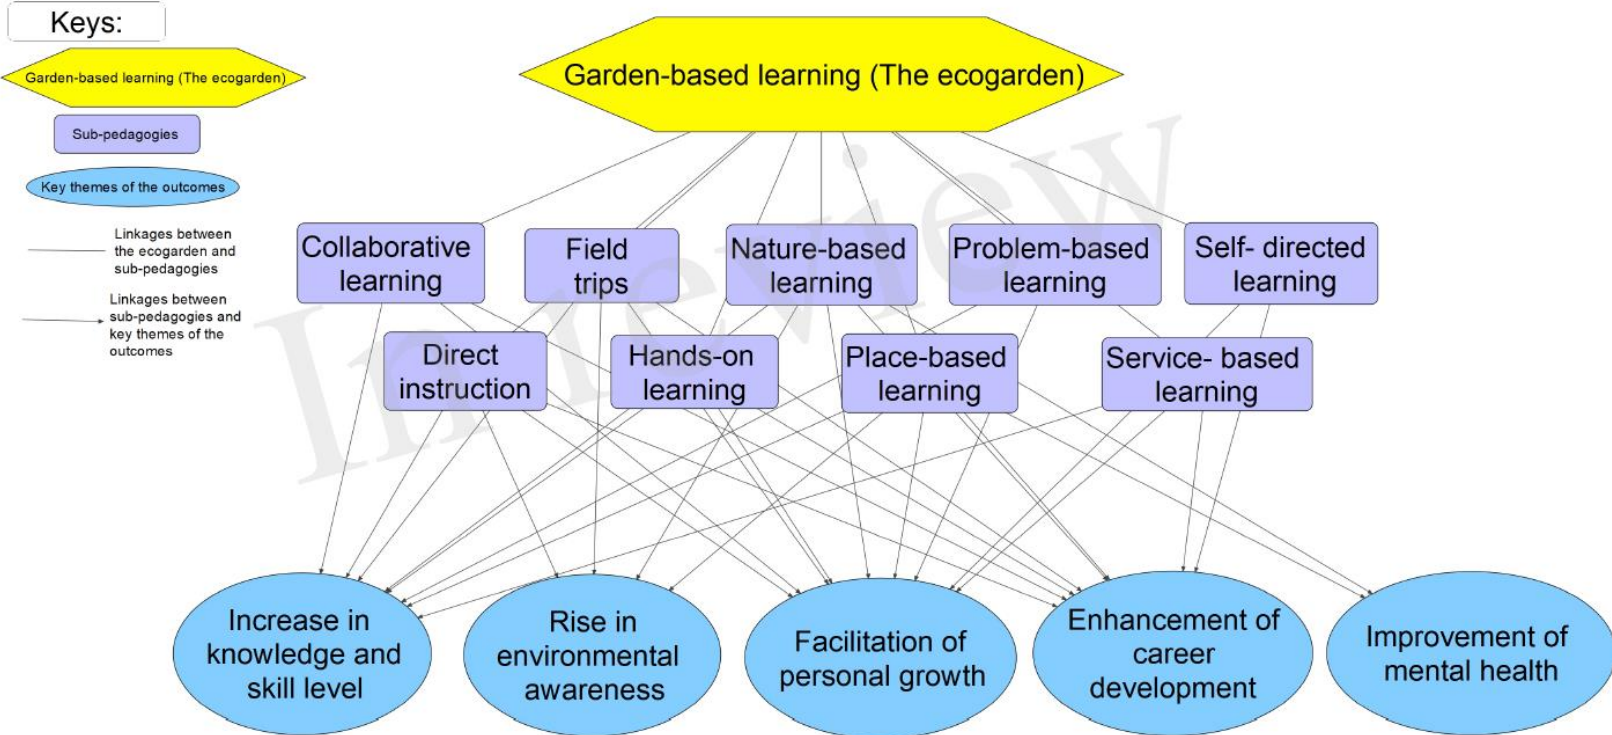 Keys:
Garden-based learning (The ecogarden)
Sub-pedagogies
Key themes of the outcomes
Linkages between
the ecogarden and
sub-pedagogies
Linkages between
sub-pedagogies and
key themes of the
outcomes
Garden-based learning (The ecogarden)
Collaborative
learning
Field
trips
Nature-based
learning
Problem-based
learning
Self- directed
learning
Direct
instruction
Hands-on
learning
Place-based
learning
Service- based
learning
Increase in
knowledge and
skill level
Rise in
environmental
awareness
Facilitation of
personal growth
Enhancement of
career
development
Improvement of
mental health
In review